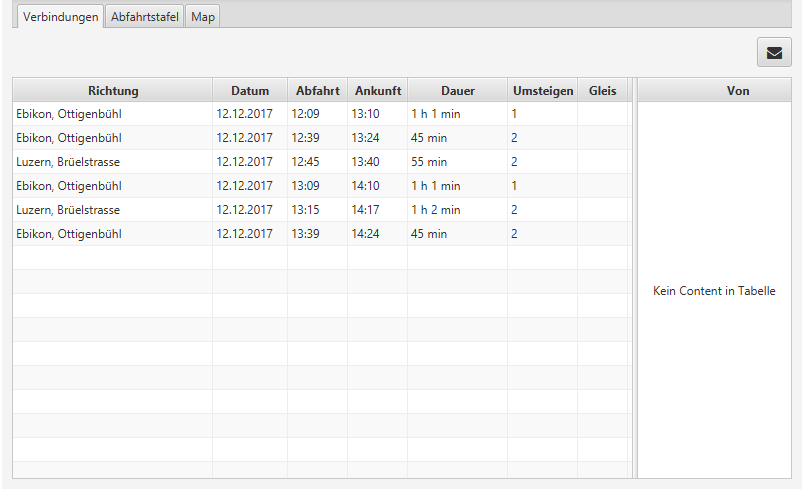 Verbindungen Abfahrtstafel Map
Richtung Datum Abfahrt Ankunft Dauer Umsteigen Gleis Von
Ebikon, Ottigenbühl 12.12.2017 12:09 13:10 1 h 1 min 1
Ebikon, Ottigenbühl 12.12.2017 12:39 13:24 45 min 2
Luzern, Brüelstrasse 12.12.2017 12:45 13:40 55 min 2
Ebikon, Ottigenbühl 12.12.2017 13:09 14:10 1 h 1 min 1
Luzern, Brüelstrasse 12.12.2017 13:15 14:17 1 h 2 min 2
Ebikon, Ottigenbühl 12.12.2017 13:39 14:24 45 min 2
Kein Content in Tabelle